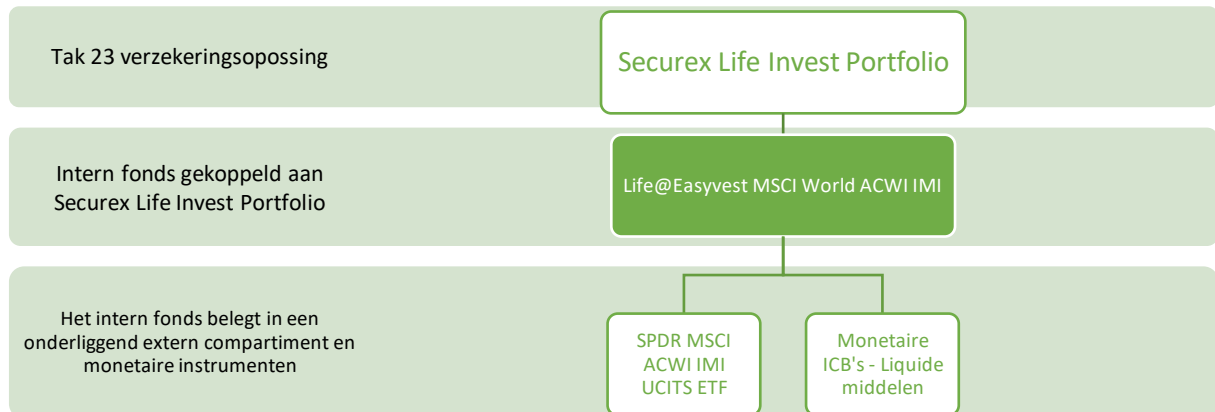 Tak 23 verzekeringsopossing
Securex Life Invest Portfolio
Intern fonds gekoppeld aan
Securex Life Invest Portfolio
Life@Easyvest MSCI World ACWI IMI
Het intern fonds belegt in een
onderliggend extern compartiment en
monetaire instrumenten
SPDR MSCI
ACWI IMI
UCITS ETF
Monetaire
ICB's - Liquide
middelen